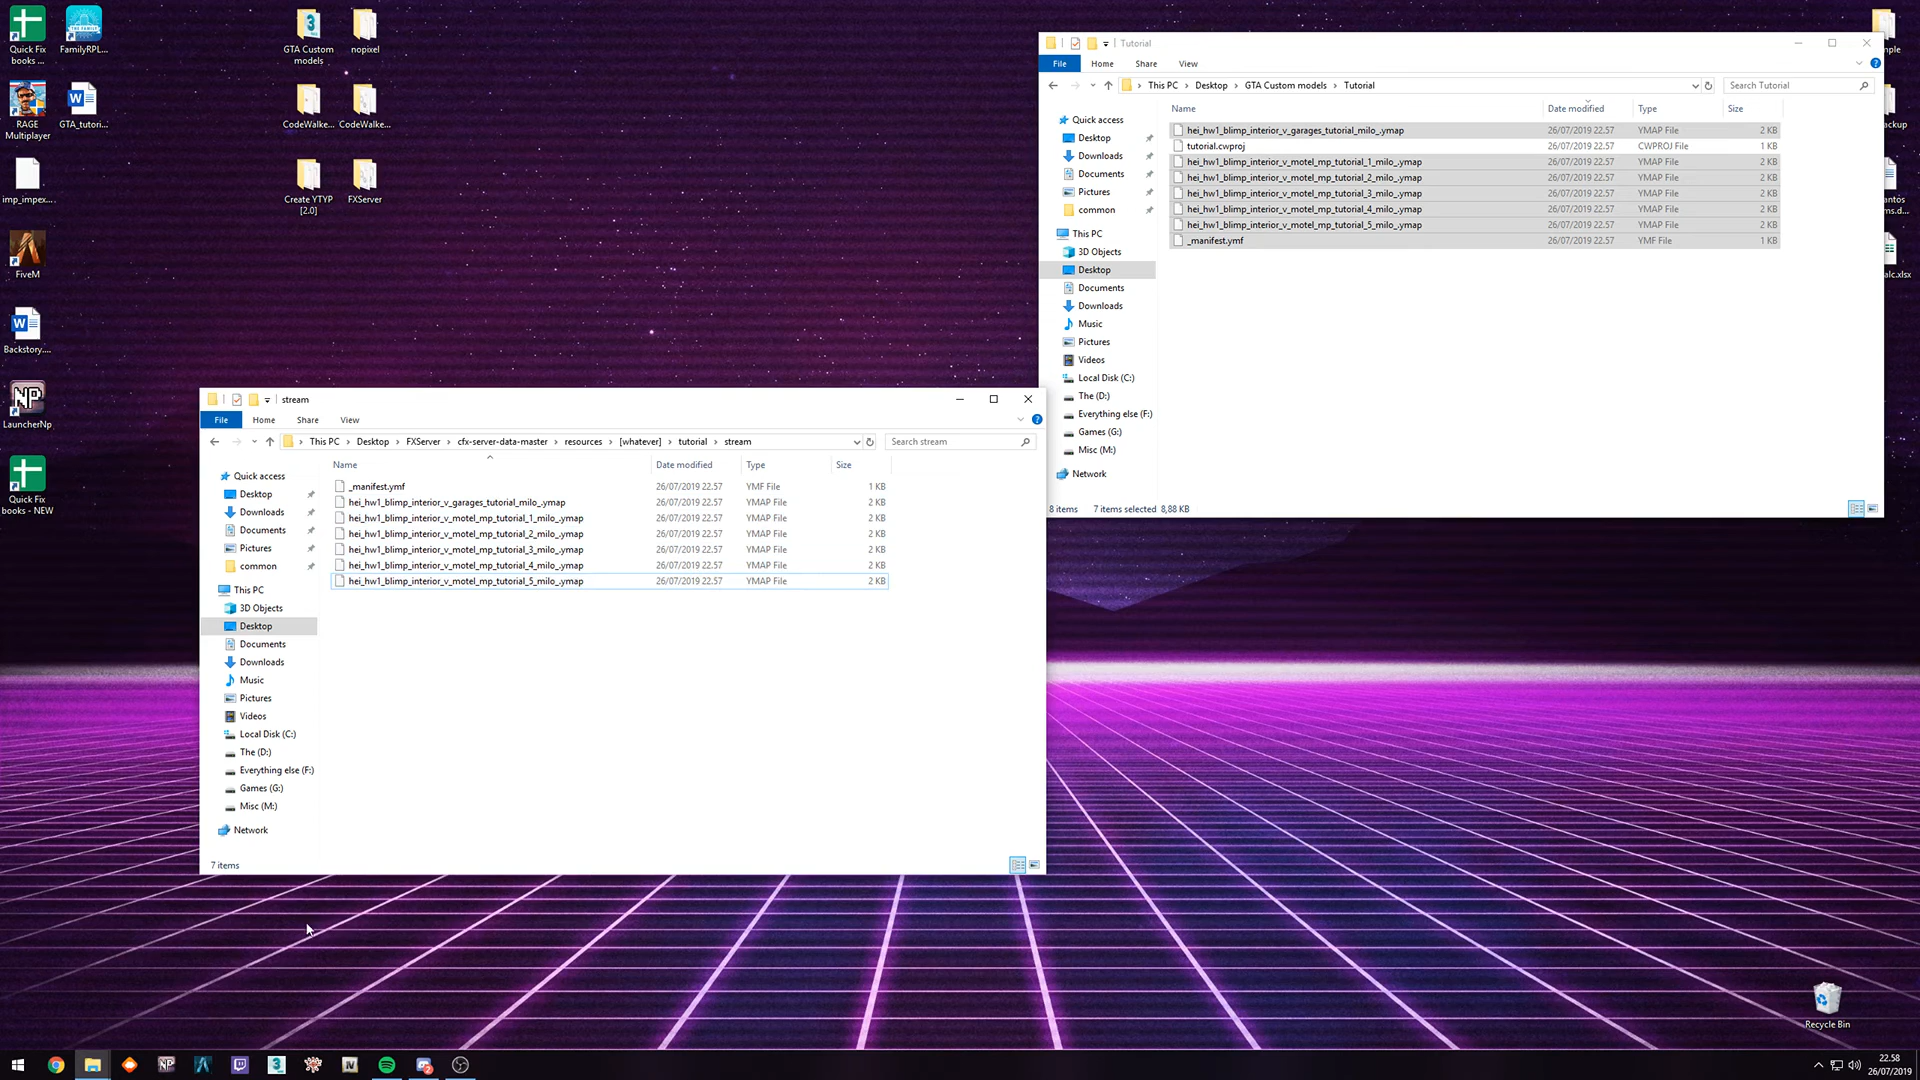 Quick Fix
books ...
FamilyRPL...
RAGE
Multiplayer
GTA_tutori...
imp_impex...
FiveM
Backstory....
LauncherNp
Quick Fix
books - NEW
GTA Custom
models
nopixel
CodeWalke...
CodeWalke...
Create YTYP
[2.0]
FXServer
Tutorial
File Home Share View
This PC > Desktop > GTA Custom models > Tutorial
Search Tutorial
Name Date modified Type Size
hei_hw1_blimp_interior_v_garages_tutorial_milo_.ymap 26/07/2019 22.57 YMAP File 2 KB
tutorial.cwproj 26/07/2019 22.57 CWPROJ File 1 KB
hei_hw1_blimp_interior_v_motel_mp_tutorial_1_milo_.ymap 26/07/2019 22.57 YMAP File 2 KB
hei_hw1_blimp_interior_v_motel_mp_tutorial_2_milo_.ymap 26/07/2019 22.57 YMAP File 2 KB
hei_hw1_blimp_interior_v_motel_mp_tutorial_3_milo_.ymap 26/07/2019 22.57 YMAP File 2 KB
hei_hw1_blimp_interior_v_motel_mp_tutorial_4_milo_.ymap 26/07/2019 22.57 YMAP File 2 KB
hei_hw1_blimp_interior_v_motel_mp_tutorial_5_milo_.ymap 26/07/2019 22.57 YMAP File 2 KB
_manifest.ymf 26/07/2019 22.57 YMF File 1 KB
Quick access
Desktop
Downloads
Documents
Pictures
common
This PC
3D Objects
Desktop
Documents
Downloads
Music
Pictures
Videos
Local Disk (C:)
The (D:)
Everything else (F:)
Games (G:)
Misc (M:)
Network
8 items 7 items selected 8,88 KB
stream
File Home Share View
This PC > Desktop > FXServer > cfx-server-data-master > resources > [whatever] > tutorial > stream
Search stream
Name Date modified Type Size
_manifest.ymf 26/07/2019 22.57 YMF File 1 KB
hei_hw1_blimp_interior_v_garages_tutorial_milo_.ymap 26/07/2019 22.57 YMAP File 2 KB
hei_hw1_blimp_interior_v_motel_mp_tutorial_1_milo_.ymap 26/07/2019 22.57 YMAP File 2 KB
hei_hw1_blimp_interior_v_motel_mp_tutorial_2_milo_.ymap 26/07/2019 22.57 YMAP File 2 KB
hei_hw1_blimp_interior_v_motel_mp_tutorial_3_milo_.ymap 26/07/2019 22.57 YMAP File 2 KB
hei_hw1_blimp_interior_v_motel_mp_tutorial_4_milo_.ymap 26/07/2019 22.57 YMAP File 2 KB
hei_hw1_blimp_interior_v_motel_mp_tutorial_5_milo_.ymap 26/07/2019 22.57 YMAP File 2 KB
Quick access
Desktop
Downloads
Documents
Pictures
common
This PC
3D Objects
Desktop
Documents
Downloads
Music
Pictures
Videos
Local Disk (C:)
The (D:)
Everything else (F:)
Games (G:)
Misc (M:)
Network
7 items
Recycle Bin
22.58
26/07/2019